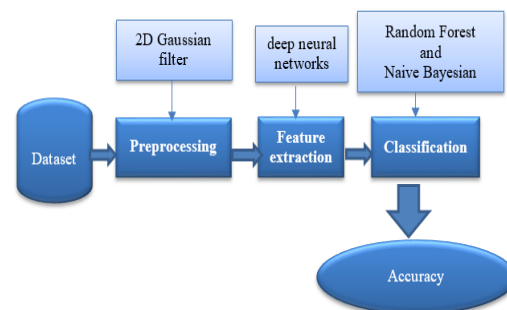 2D Gaussian
filter
deep neural
networks
Random Forest
and
Naive Bayesian
Dataset
Preprocessing
Feature
extraction
Classification
Accuracy